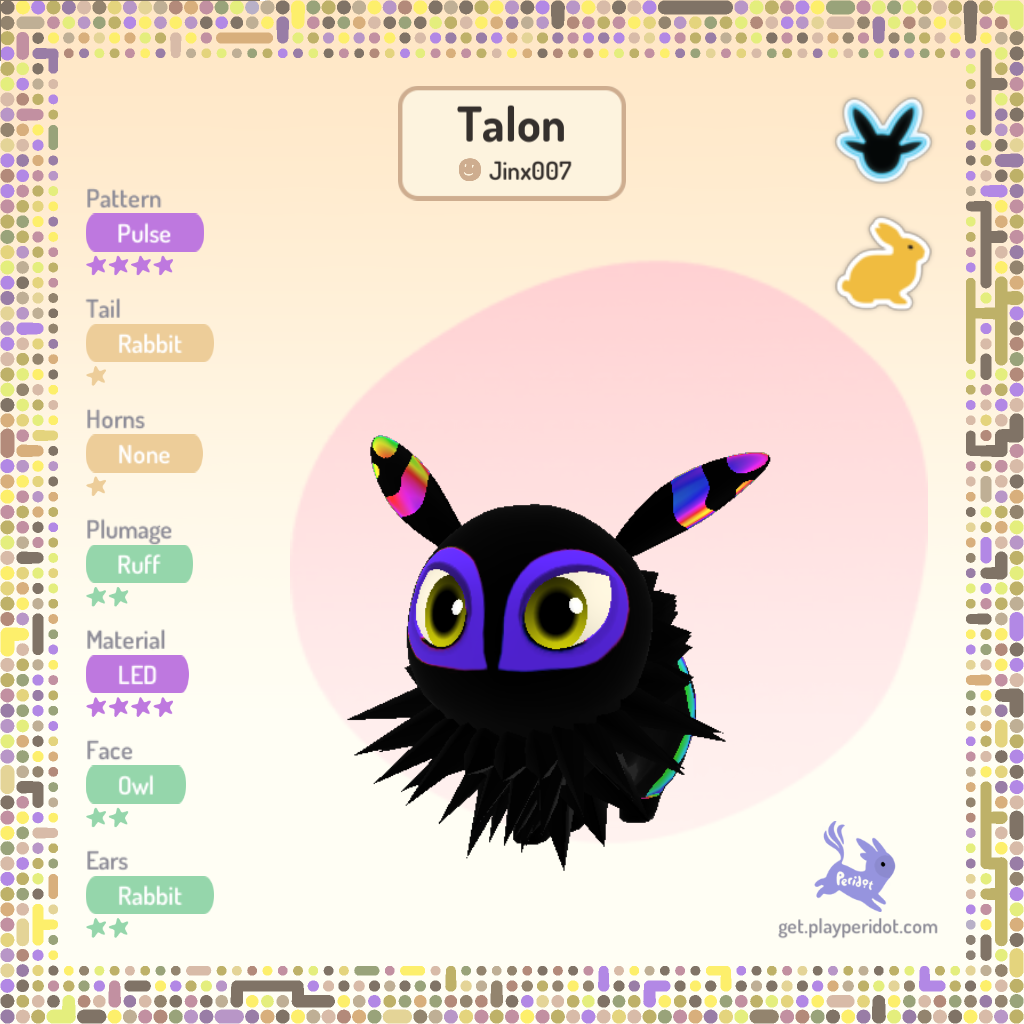 Talon
Jinx007
Pattern
Pulse
Tail
Rabbit
Horns
None
Plumage
Ruff
Material
LED
Face
Owl
Ears
Rabbit
Peridot
get.playperidot.com